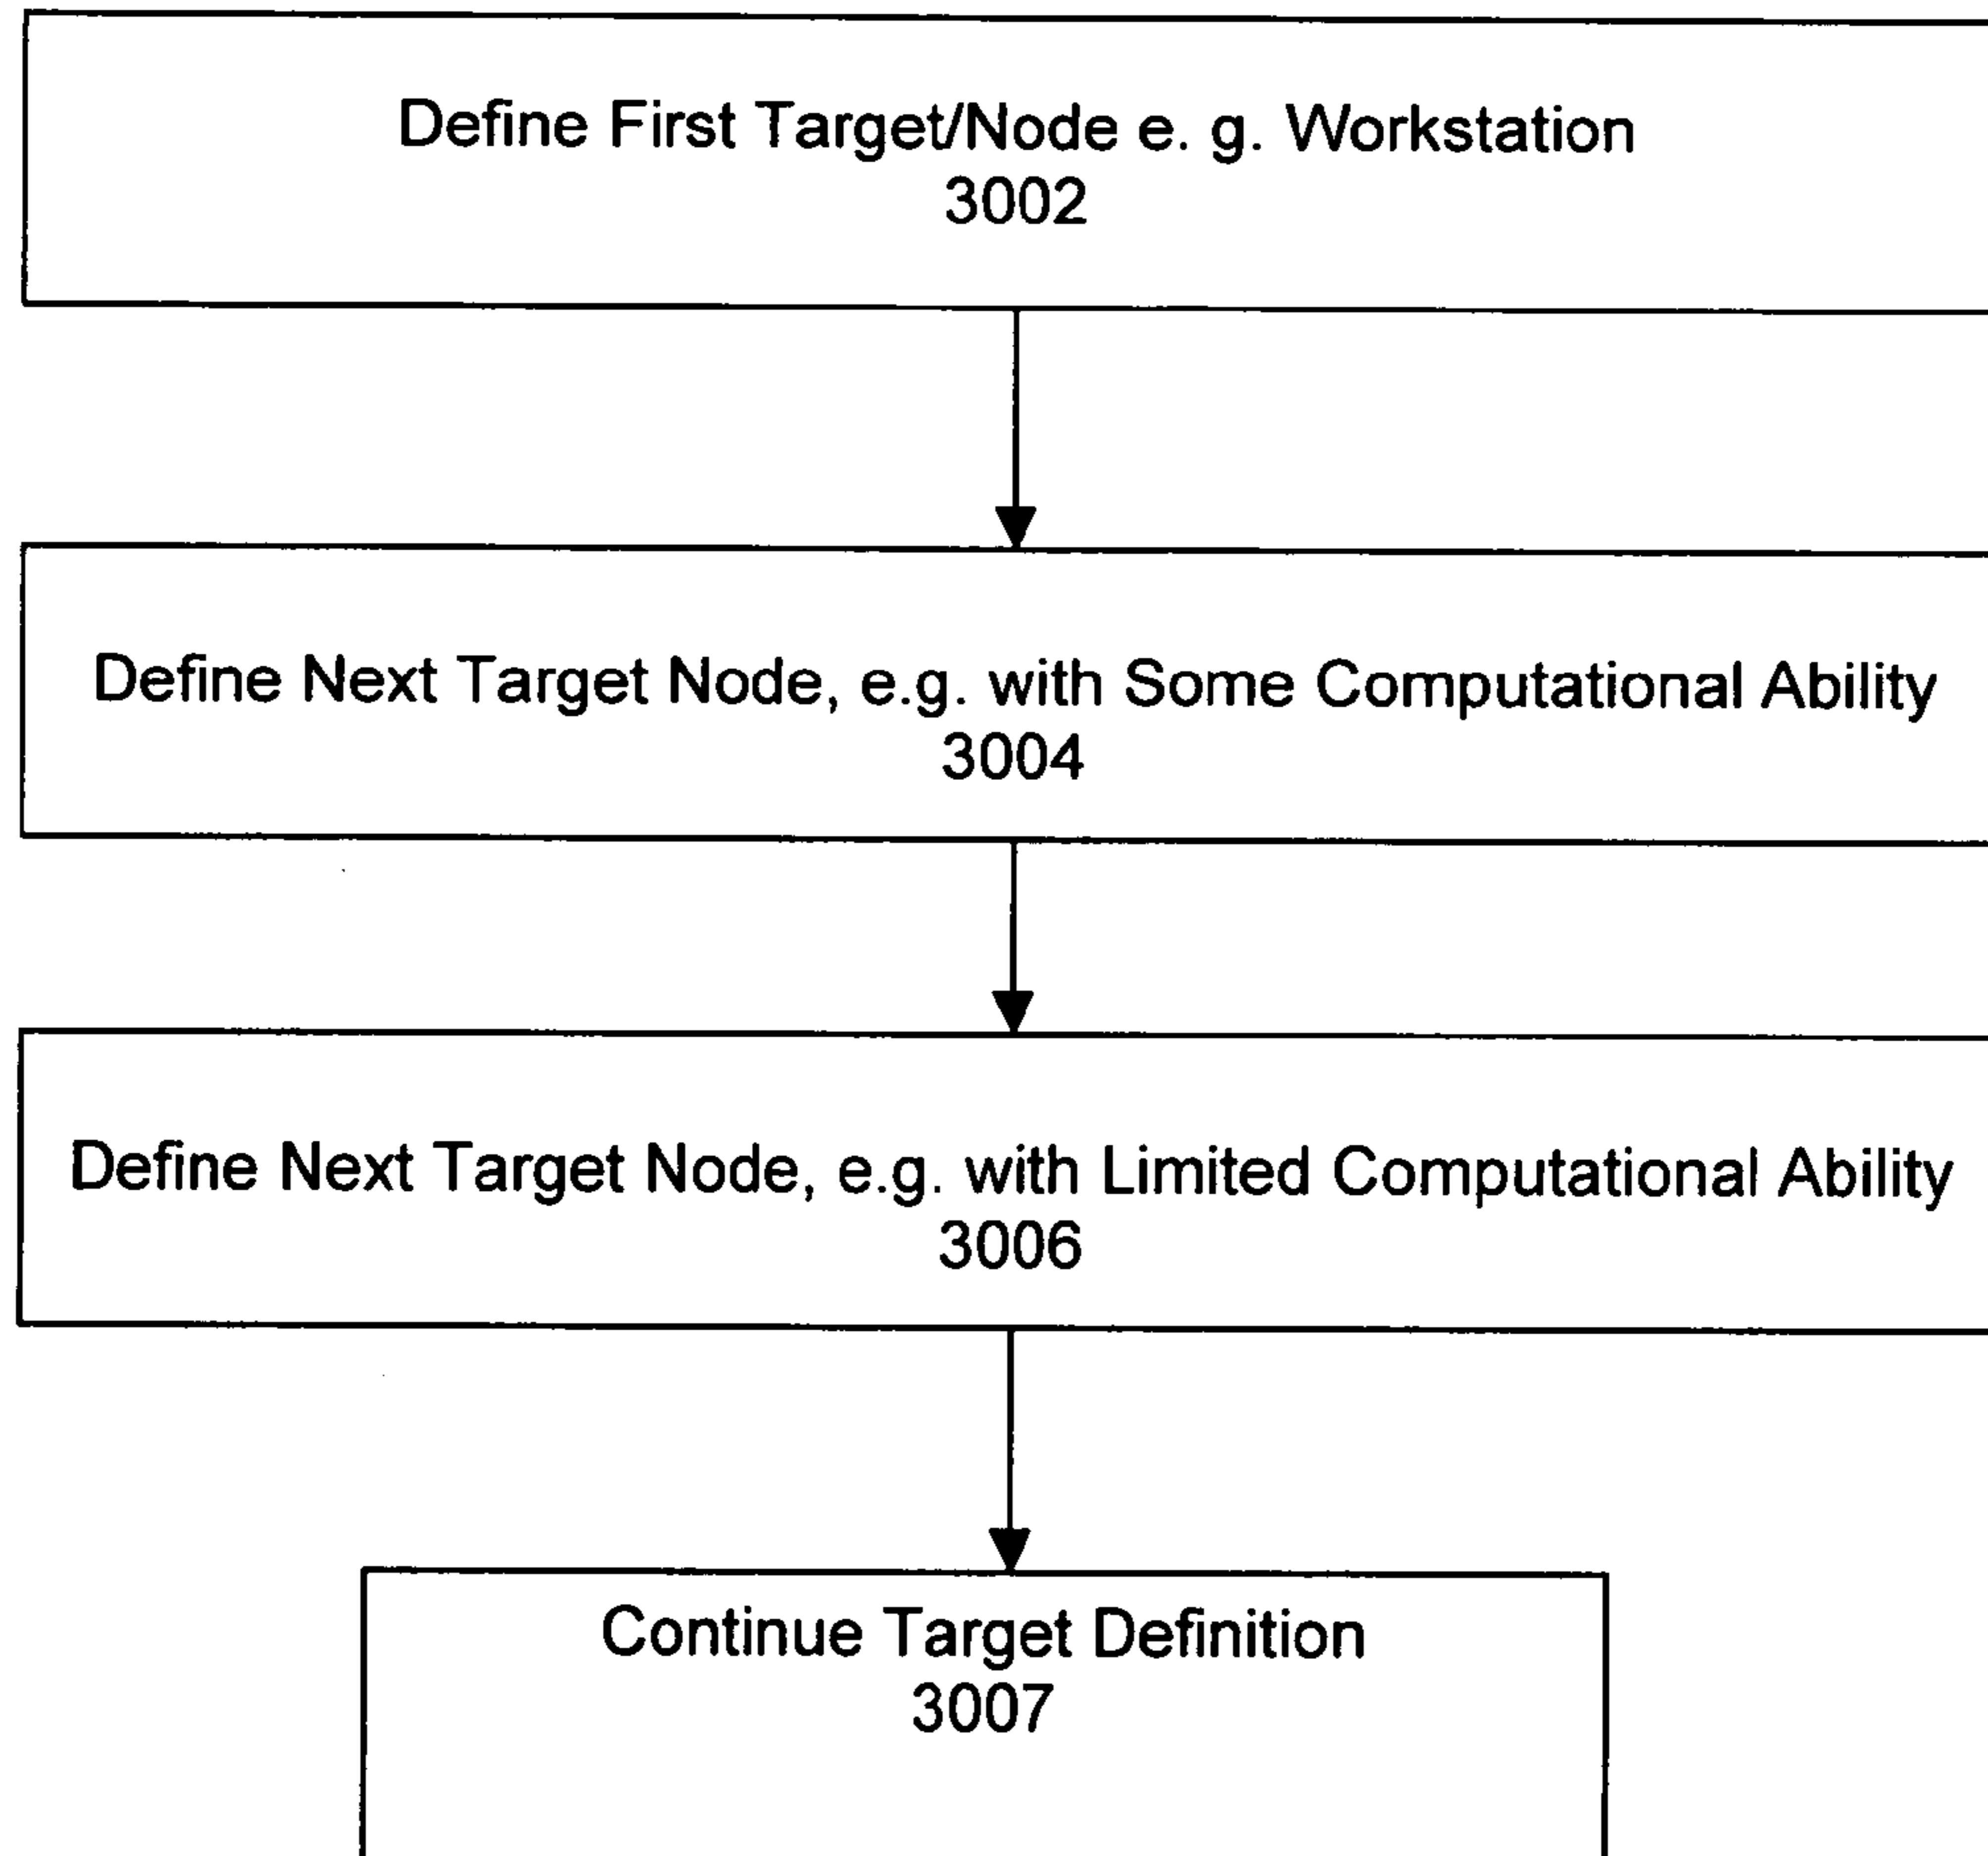 Define First Target/Node e. g. Workstation
3002
Define Next Target Node, e.g. with Some Computational Ability
3004
Define Next Target Node, e.g. with Limited Computational Ability
3006
Continue Target Definition
3007